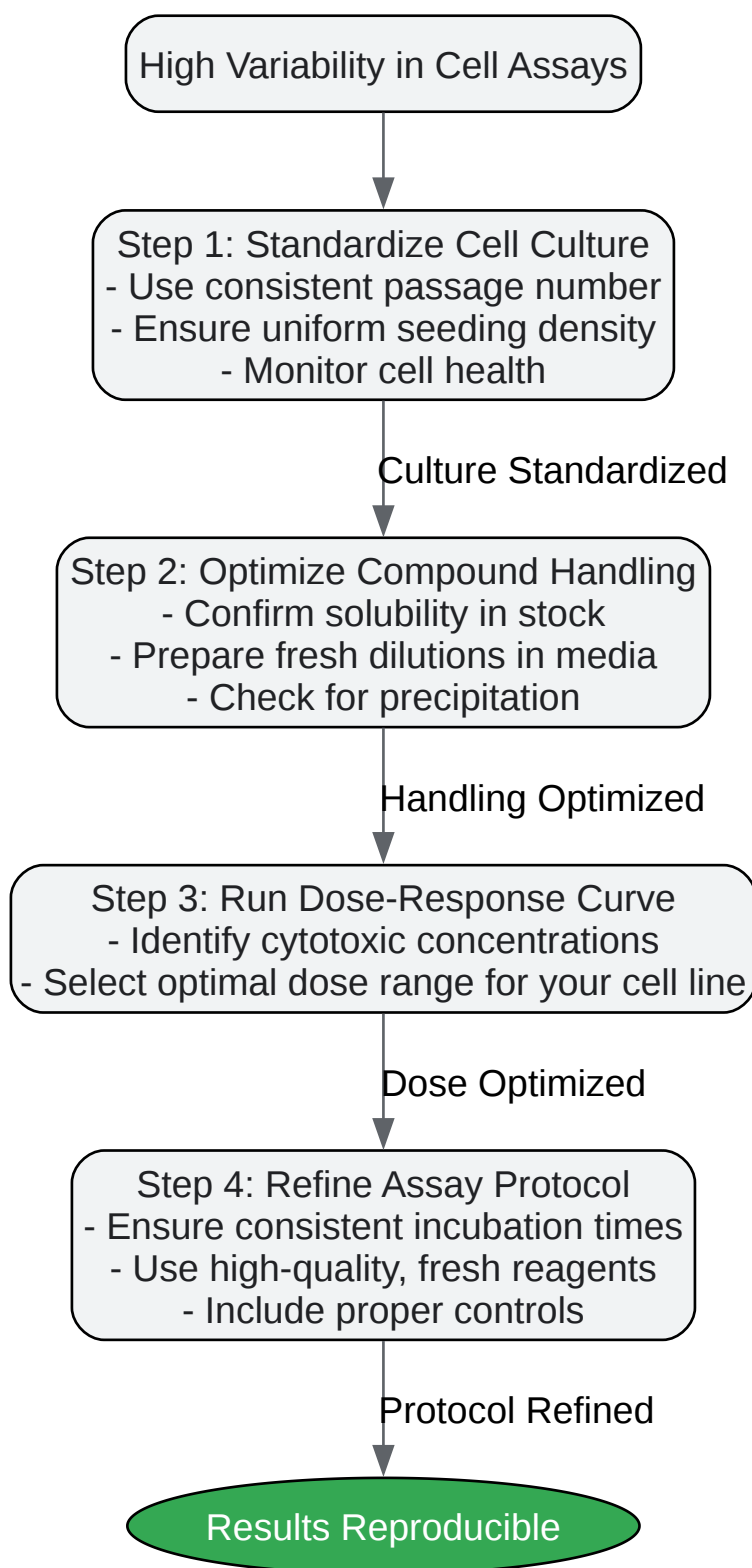 High Variability in Cell Assays
Step 1: Standardize Cell Culture
- Use consistent passage number
- Ensure uniform seeding density
- Monitor cell health
Culture Standardized
Step 2: Optimize Compound Handling
- Confirm solubility in stock
- Prepare fresh dilutions in media
- Check for precipitation
Handling Optimized
Step 3: Run Dose-Response Curve
- Identify cytotoxic concentrations
- Select optimal dose range for your cell line
Dose Optimized
Step 4: Refine Assay Protocol
- Ensure consistent incubation times
- Use high-quality, fresh reagents
- Include proper controls
Protocol Refined
Results Reproducible